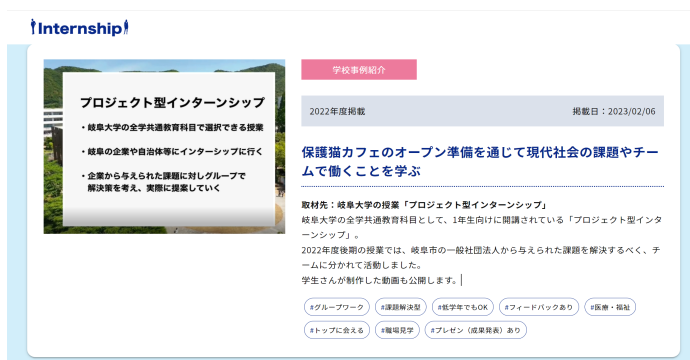 Internship
学校事例紹介
プロジェクト型インターンシップ
・岐阜大学の全学共通教育科目で選択できる授業
・岐阜の企業や自治体等にインターシップに行く
・企業から与えられた課題に対しグループで
解決策を考え、実際に提案していく
2022年度掲載 掲載日：2023/02/06
保護猫カフェのオープン準備を通じて現代社会の課題やチー
ムで働くことを学ぶ
取材先：岐阜大学の授業「プロジェクト型インターンシップ」
岐阜大学の全学共通教育科目として、1年生向けに開講されている「プロジェクト型インタ
ーンシップ」。
2022年度後期の授業では、岐阜市の一般社団法人から与えられた課題を解決するべく、チ
ームに分かれて活動しました。
学生さんが制作した動画も公開します。
#グループワーク #課題解決型 #低学年でもOK #フィードバックあり #医療・福祉
#トップに会える #職場見学 #プレゼン（成果発表）あり